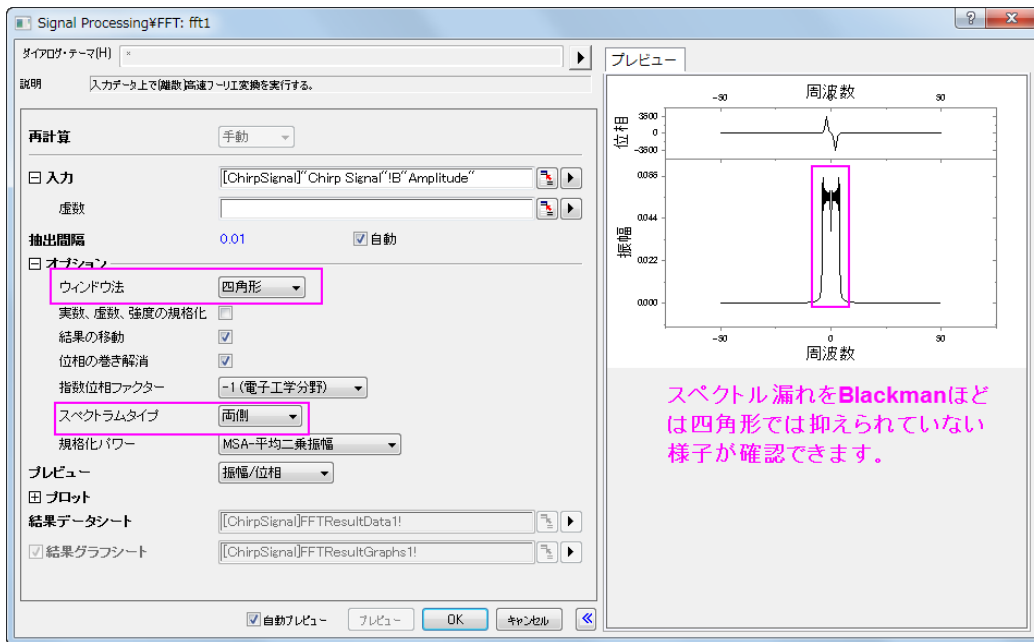 Signal Processing¥FFT: fft1
ダイアログ・テーマ(H) *
説明 入力データ上で(離散)高速フーリエ変換を実行する。
再計算 手動
入力 [ChirpSignal]"Chirp Signal"!B"Amplitude"
虚数
抽出間隔 0.01 自動
オプション
ウィンドウ法 四角形
実数、虚数、強度の規格化
結果の移動
位相の巻き解消
指数位相ファクター -1 (電子工学分野)
スペクトラムタイプ 両側
規格化パワー MSA-平均二乗振幅
プレビュー 振幅/位相
プロット
結果データシート [ChirpSignal]FFTResultData1!
結果グラフシート [ChirpSignal]FFTResultGraphs1!
自動プレビュー プレビュー OK キャンセル
プレビュー
周波数
-50 0 50
位相
3500
0
-3500
振幅
0.066
0.044
0.022
0.000
-50 0 50
周波数
スペクトル漏れをBlackmanほど
は四角形では抑えられていない
様子が確認できます。